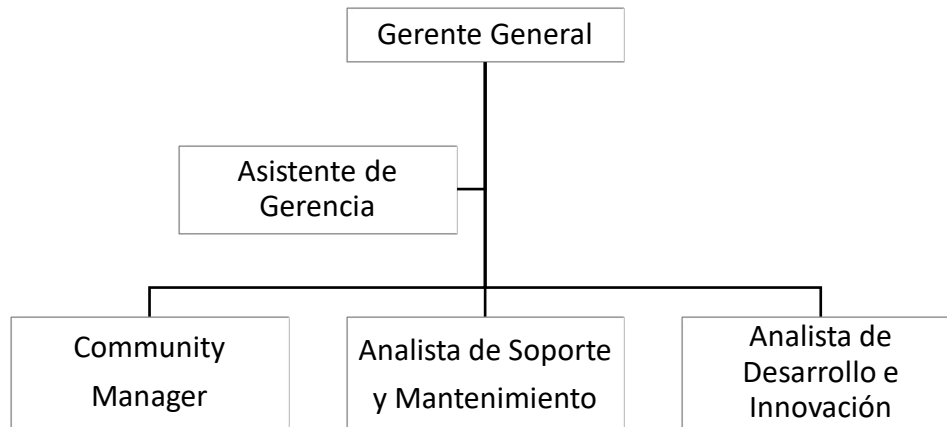 Gerente General
Asistente de
Gerencia
Community
Manager
Analista de Soporte
y Mantenimiento
Analista de
Desarrollo e
Innovación